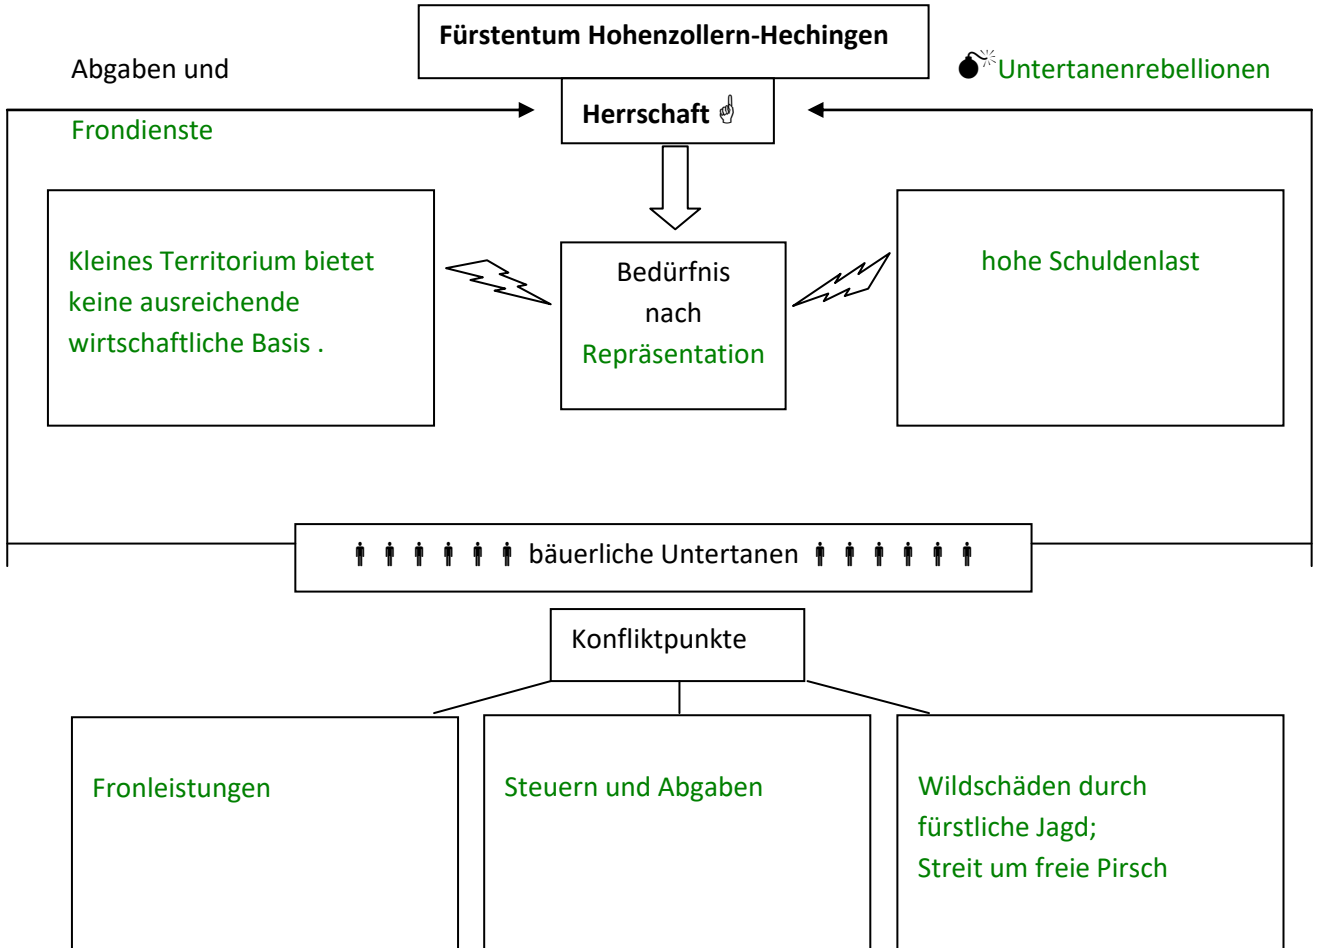 Fürstentum Hohenzollern-Hechingen
Abgaben und
Frondienste
Herrschaft
Untertanenrebellionen
Kleines Territorium bietet
keine ausreichende
wirtschaftliche Basis .
Bedürfnis
nach
Repräsentation
hohe Schuldenlast
bäuerliche Untertanen
Konfliktpunkte
Fronleistungen
Steuern und Abgaben
Wildschäden durch
fürstliche Jagd;
Streit um freie Pirsch